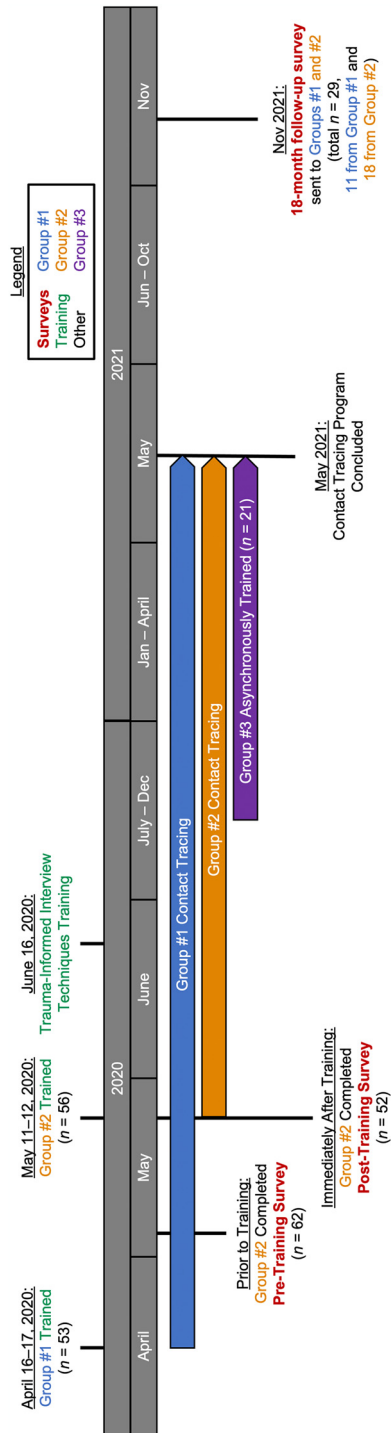 Legend
Surveys
Training
Other
Group #1
Group #2
Group #3
April 16–17, 2020:
Group #1 Trained
(n = 53)
May 11–12, 2020:
Group #2 Trained
(n = 56)
June 16, 2020:
Trauma-Informed Interview
Techniques Training
2020
2021
April
May
June
July – Dec
Jan – April
May
Jun – Oct
Nov
Group #1 Contact Tracing
Group #2 Contact Tracing
Group #3 Asynchronously Trained (n = 21)
Prior to Training:
Group #2 Completed
Pre-Training Survey
(n = 62)
Immediately After Training:
Group #2 Completed
Post-Training Survey
(n = 52)
May 2021:
Contact Tracing Program
Concluded
Nov 2021:
18-month follow-up survey
sent to Groups #1 and #2
(total n = 29,
11 from Group #1 and
18 from Group #2)